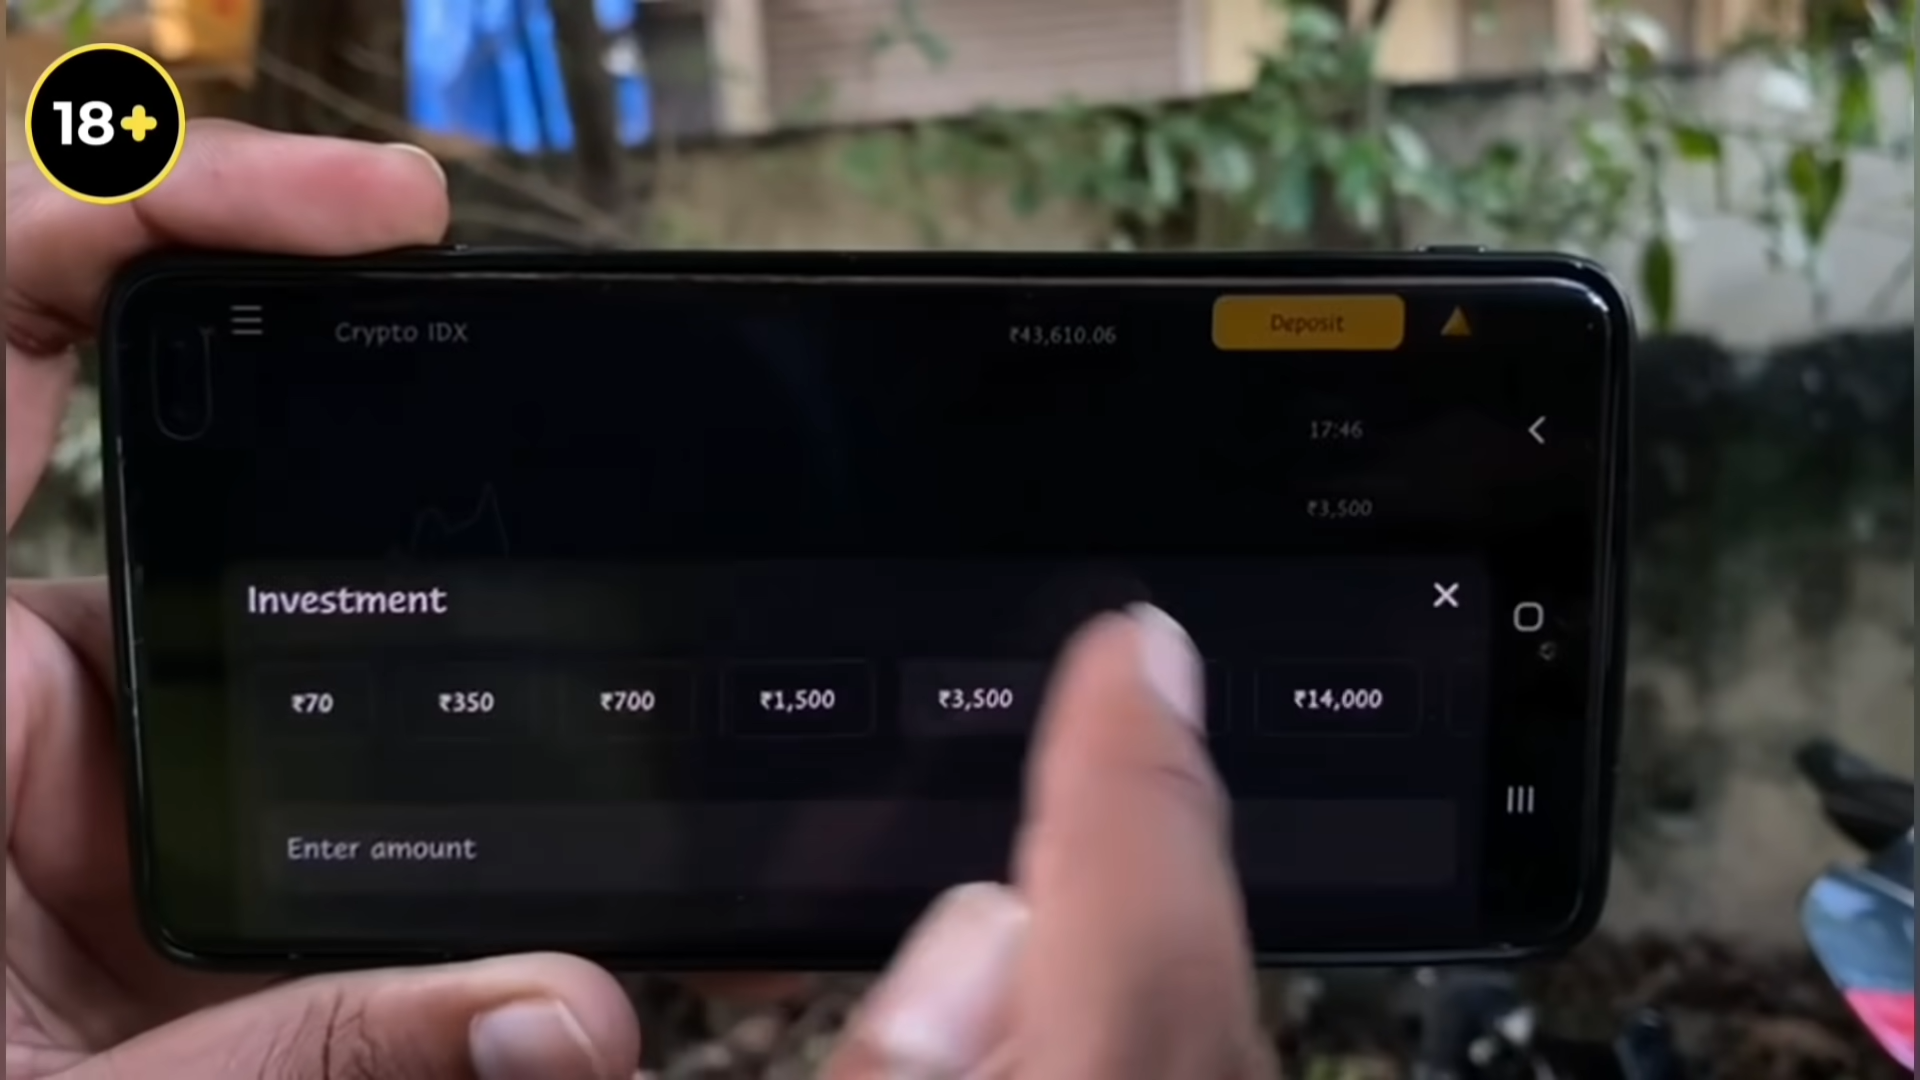 18+
Crypto IDX
₹43,610.06
Deposit
17:46
₹3,500
Investment
₹70
₹350
₹700
₹1,500
₹3,500
₹14,000
Enter amount